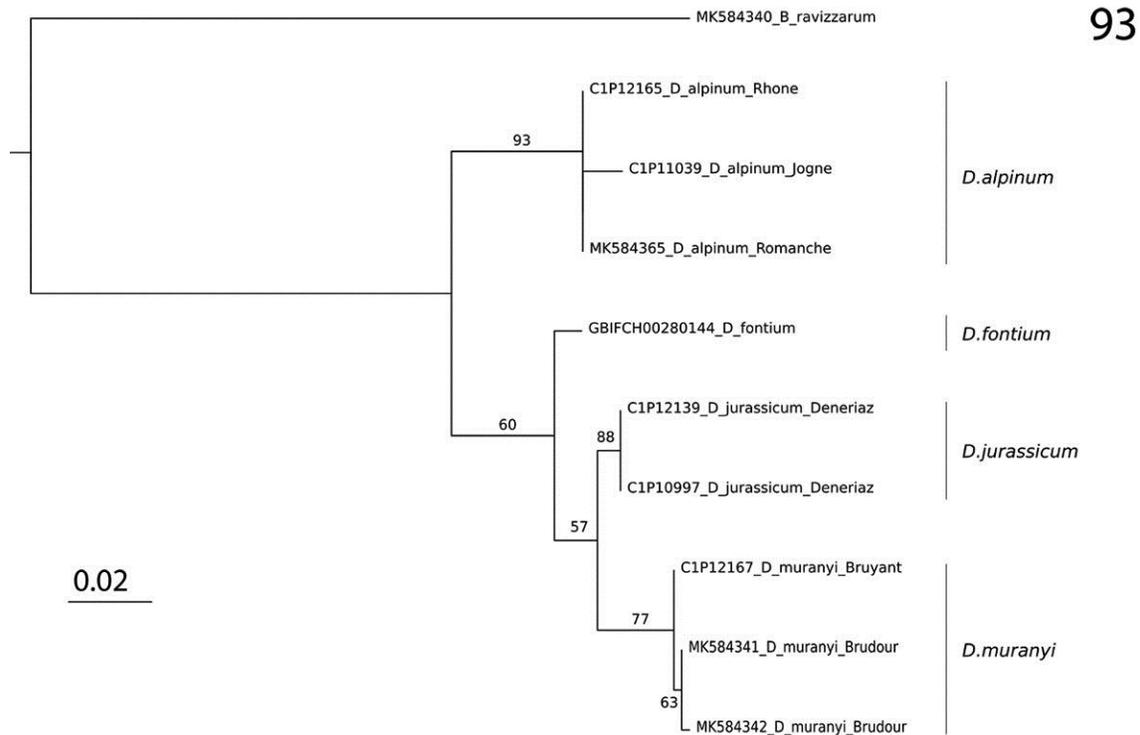 MK584340_B_ravizzarum
93
C1P12165_D_alpinum_Rhone
93
C1P11039_D_alpinum_Jogne
D.alpinum
MK584365_D_alpinum_Romanche
GBIFCH00280144_D_fontium
D.fontium
C1P12139_D_jurassicum_Deneriaz
60
88
D.jurassicum
C1P10997_D_jurassicum_Deneriaz
57
C1P12167_D_muranyi_Bruyant
0.02
77
MK584341_D_muranyi_Brudour
D.muranyi
63
MK584342_D_muranyi_Brudour